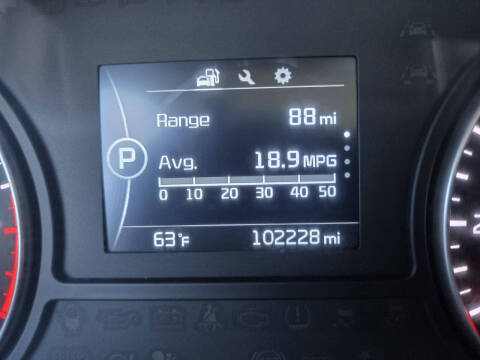 Range 88 mi
P
Avg. 18.9 MPG
0 10 20 30 40 50
63°F 102228 mi